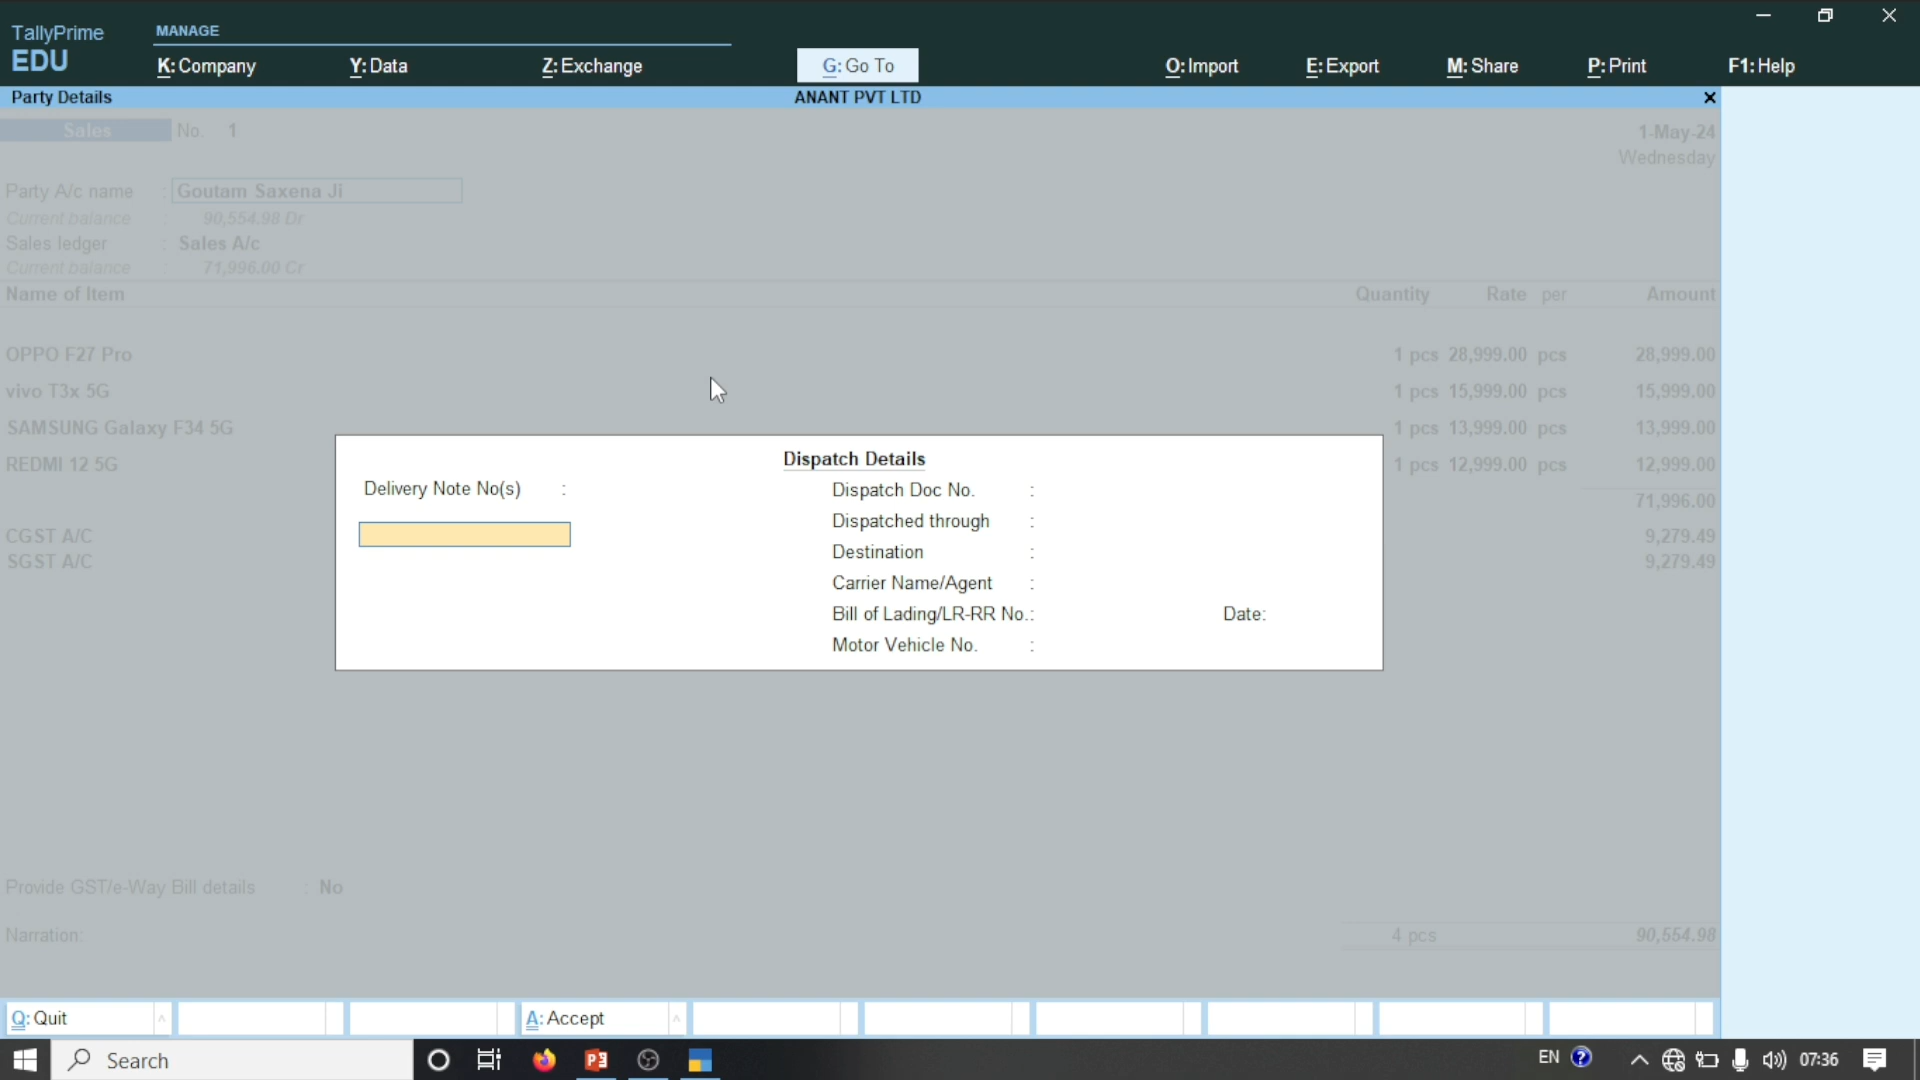 TallyPrime
EDU
MANAGE
K: Company Y: Data Z: Exchange G: Go To O: Import E: Export M: Share P: Print F1: Help
Party Details ANANT PVT LTD
Sales No. 1 1-May-24
Wednesday
Party A/c name : Goutam Saxena Ji
Current balance : 90,554.98 Dr
Sales ledger : Sales A/c
Current balance : 71,996.00 Cr
Name of Item Quantity Rate per Amount
OPPO F27 Pro 1 pcs 28,999.00 pcs 28,999.00
vivo T3x 5G 1 pcs 15,999.00 pcs 15,999.00
SAMSUNG Galaxy F34 5G 1 pcs 13,999.00 pcs 13,999.00
REDMI 12 5G 1 pcs 12,999.00 pcs 12,999.00
71,996.00
CGST A/C 9,279.49
SGST A/C 9,279.49
Dispatch Details
Delivery Note No(s) : Dispatch Doc No. :
Dispatched through :
Destination :
Carrier Name/Agent :
Bill of Lading/LR-RR No.: Date:
Motor Vehicle No. :
Provide GST/e-Way Bill details : No
Narration: 4 pcs 90,554.98
Q: Quit A: Accept
Search EN 07:36